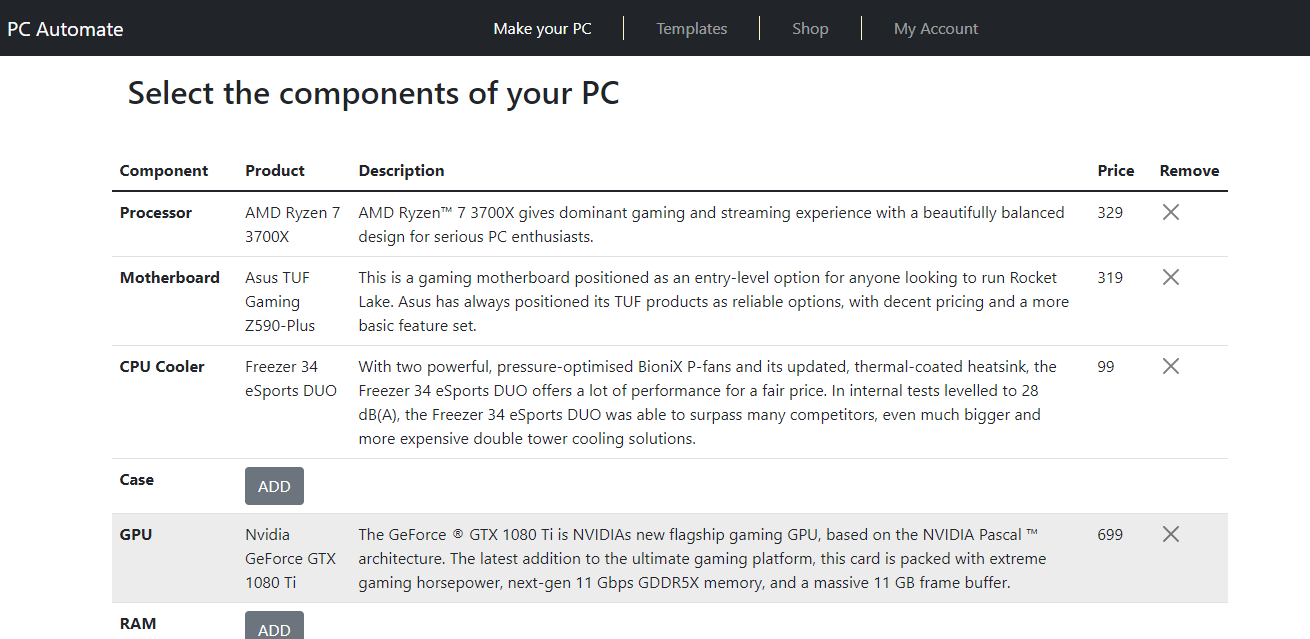 PC Automate Make your PC Templates Shop My Account
Select the components of your PC
Component Product Description Price Remove
Processor AMD Ryzen 7 AMD Ryzen™ 7 3700X gives dominant gaming and streaming experience with a beautifully balanced 329
3700X design for serious PC enthusiasts.
Motherboard Asus TUF This is a gaming motherboard positioned as an entry-level option for anyone looking to run Rocket 319
Gaming Lake. Asus has always positioned its TUF products as reliable options, with decent pricing and a more
Z590-Plus basic feature set.
CPU Cooler Freezer 34 With two powerful, pressure-optimised BioniX P-fans and its updated, thermal-coated heatsink, the 99
eSports DUO Freezer 34 eSports DUO offers a lot of performance for a fair price. In internal tests levelled to 28
dB(A), the Freezer 34 eSports DUO was able to surpass many competitors, even much bigger and
more expensive double tower cooling solutions.
Case ADD
GPU Nvidia The GeForce ® GTX 1080 Ti is NVIDIAs new flagship gaming GPU, based on the NVIDIA Pascal ™ 699
GeForce GTX architecture. The latest addition to the ultimate gaming platform, this card is packed with extreme
1080 Ti gaming horsepower, next-gen 11 Gbps GDDR5X memory, and a massive 11 GB frame buffer.
RAM ADD